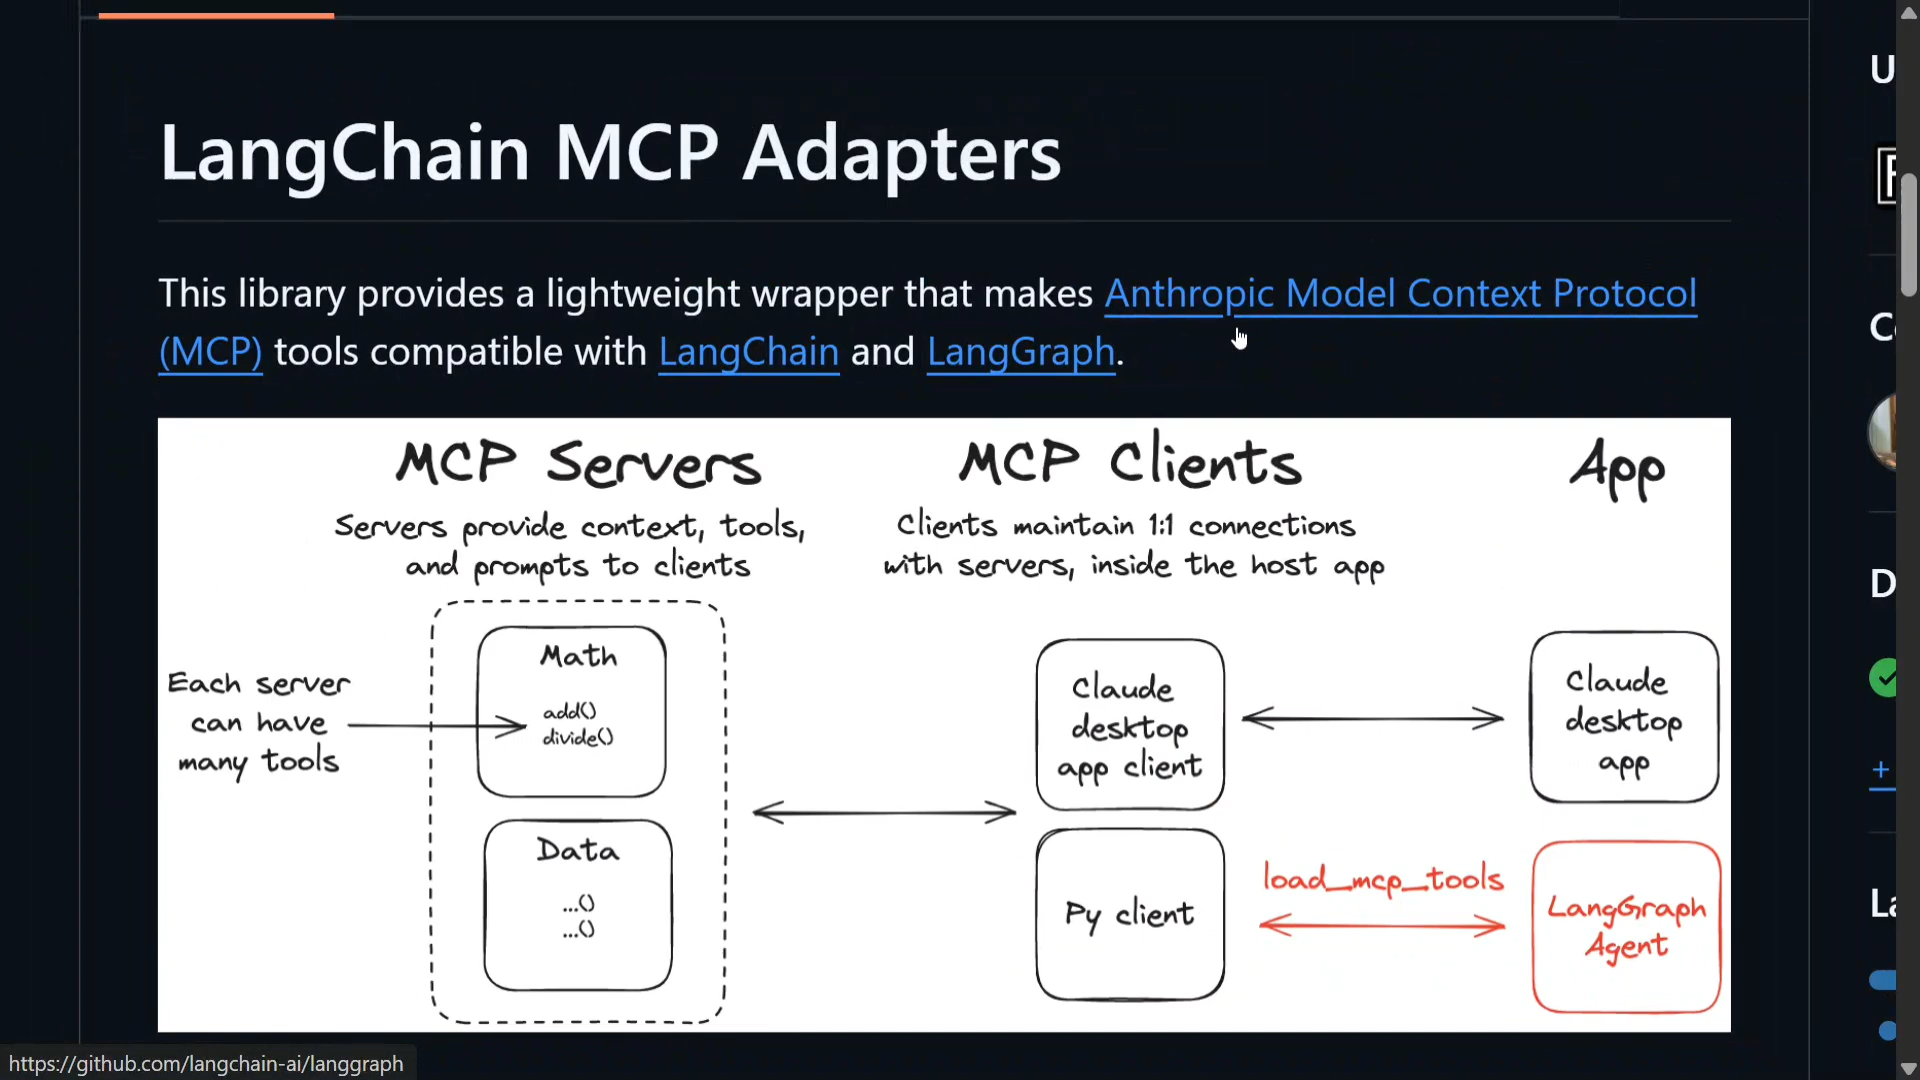 LangChain MCP Adapters
This library provides a lightweight wrapper that makes Anthropic Model Context Protocol
(MCP) tools compatible with LangChain and LangGraph.
MCP Servers
Servers provide context, tools,
and prompts to clients
MCP Clients
Clients maintain 1:1 connections
with servers, inside the host app
App
Each server
can have
many tools
Math
add()
divide()
Data
...()
...()
Claude
desktop
app client
Py client
load_mcp_tools
Claude
desktop
app
LangGraph
Agent
U
C
D
+
La
https://github.com/langchain-ai/langgraph